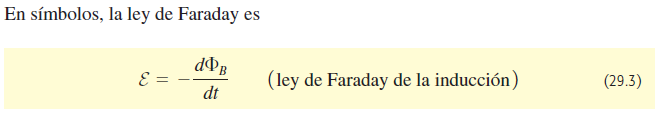 En símbolos, la ley de Faraday es
ℰ = −dΦ_B/dt (ley de Faraday de la inducción) (29.3)